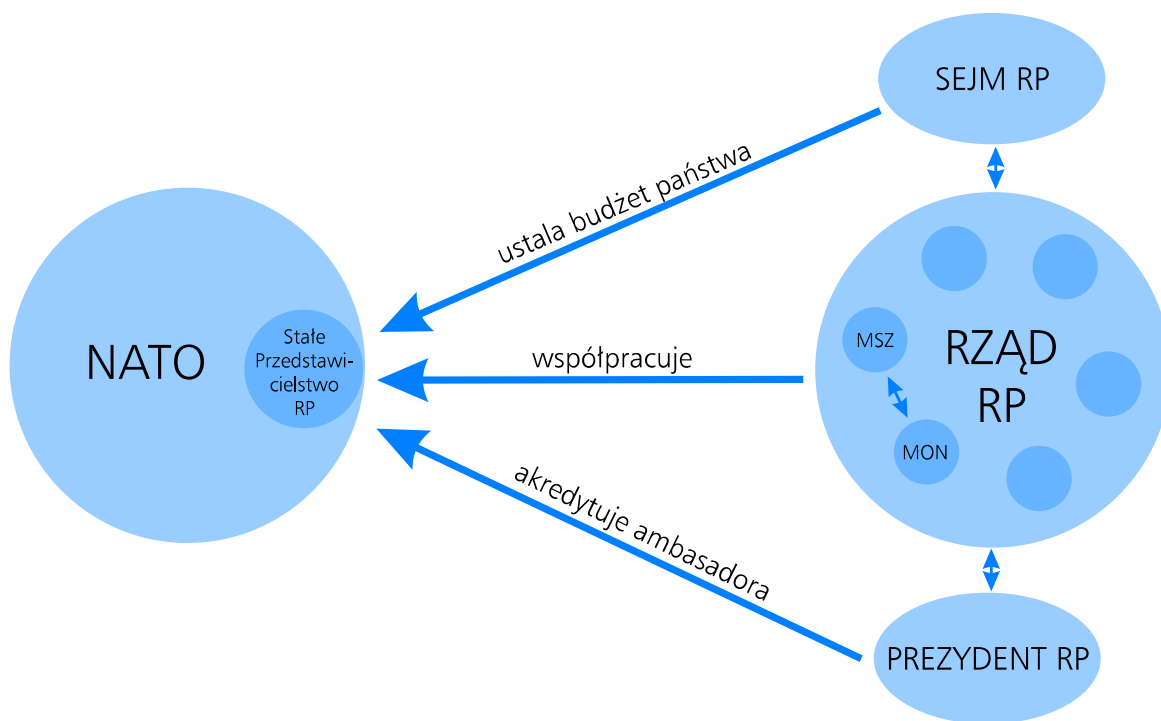 SEJM RP
ustala budżet państwa
NATO
Stałe
Przedstawi-
cielstwo
RP
współpracuje
MSZ
RZĄD
RP
MON
akredytuje ambasadora
PREZYDENT RP